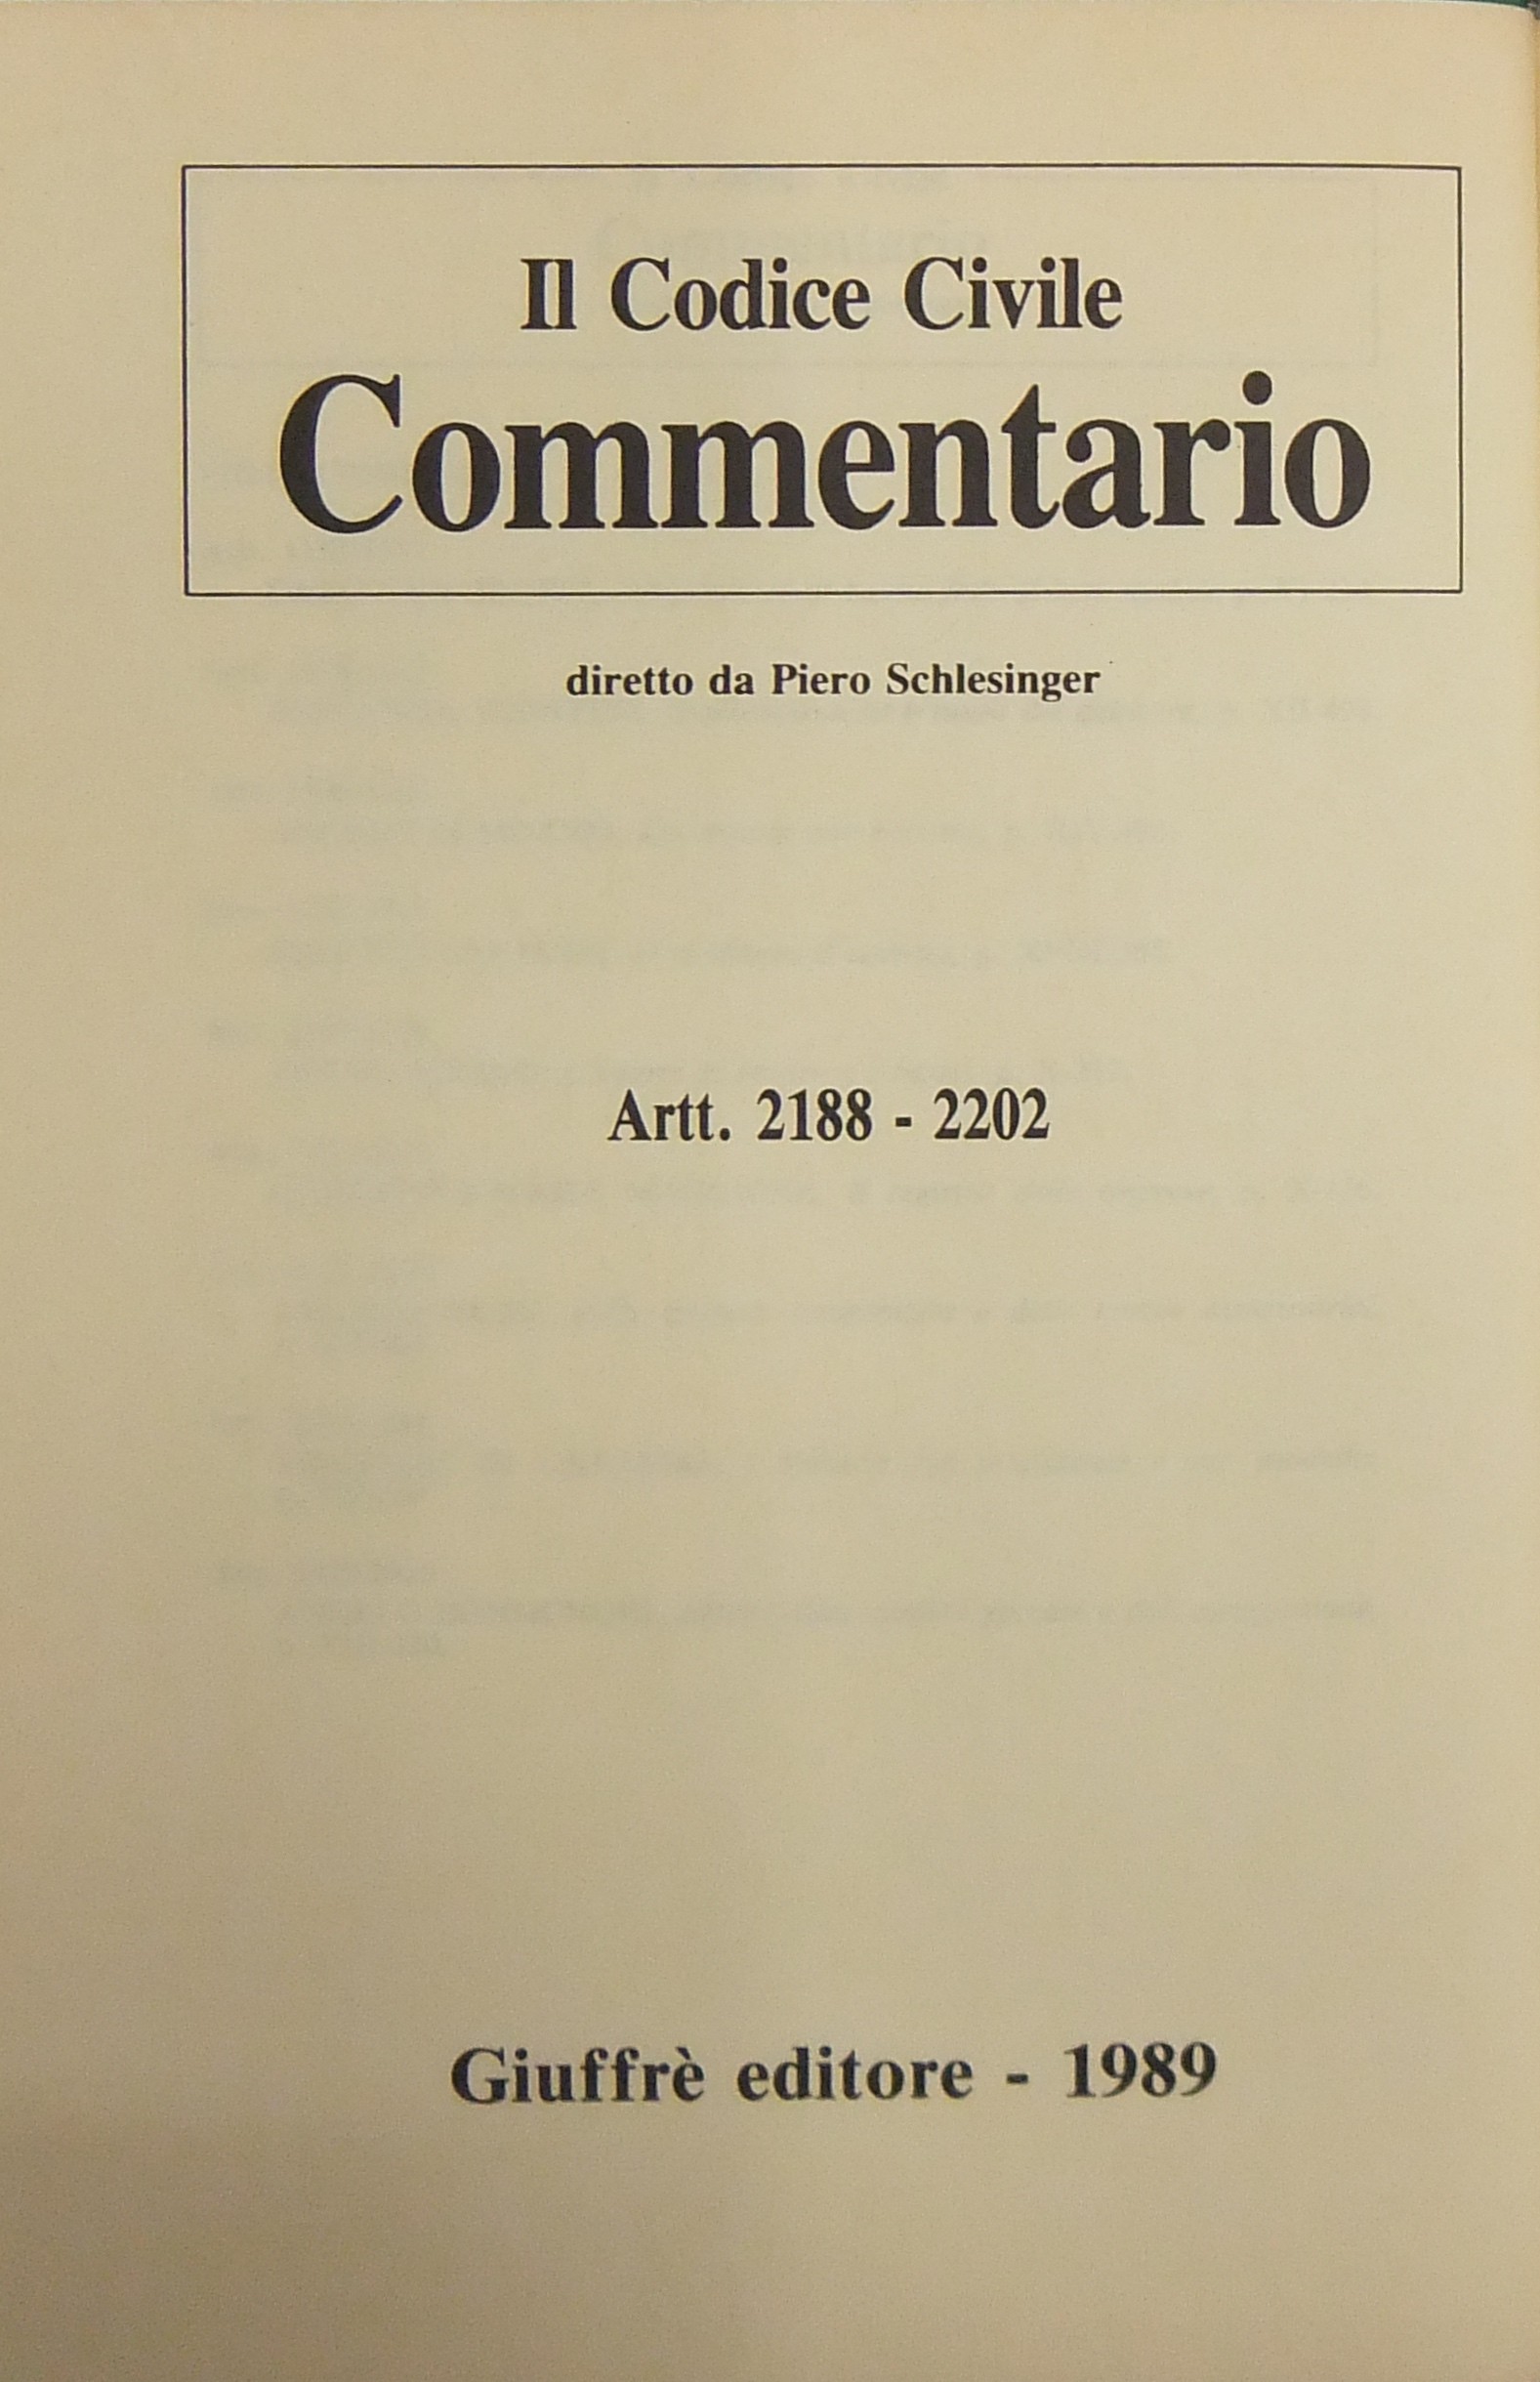 Il Codice Civile
Commentario
diretto da Piero Schlesinger
Artt. 2188 - 2202
Giuffrè editore - 1989